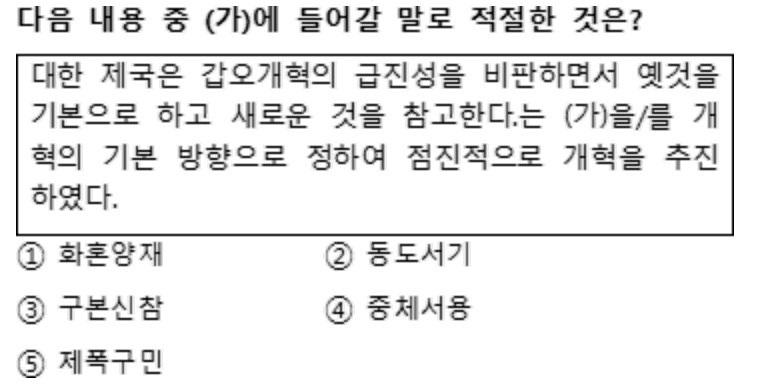 다음 내용 중 (가)에 들어갈 말로 적절한 것은?
대한 제국은 갑오개혁의 급진성을 비판하면서 옛것을
기본으로 하고 새로운 것을 참고한다.는 (가)을/를 개
혁의 기본 방향으로 정하여 점진적으로 개혁을 추진
하였다.
① 화혼양재 ② 동도서기
③ 구본신참 ④ 중체서용
⑤ 제폭구민